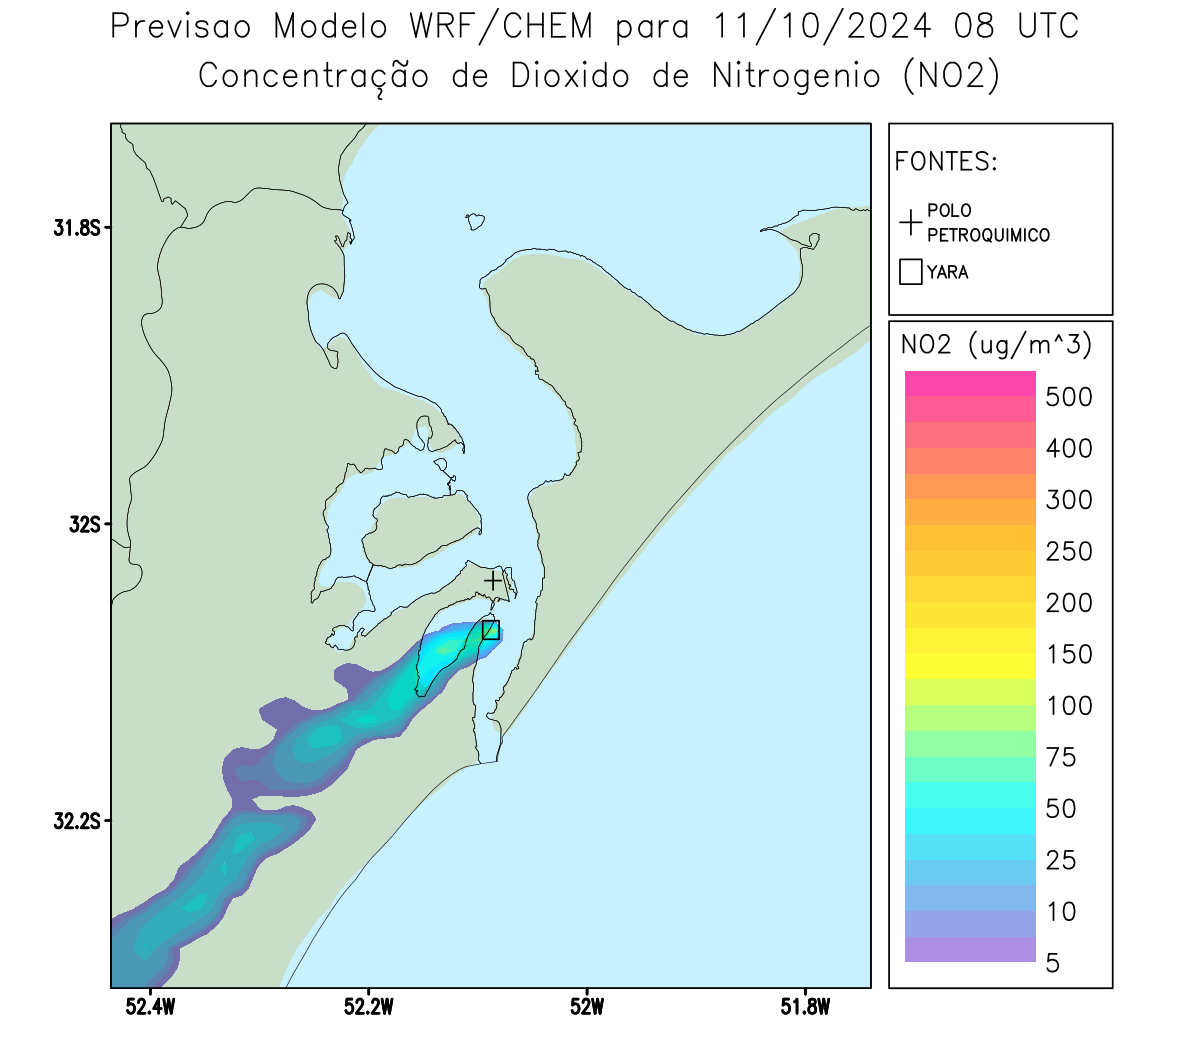 Previsao Modelo WRF/CHEM para 11/10/2024 08 UTC
Concentração de Dioxido de Nitrogenio (NO2)
FONTES:
POLO
PETROQUIMICO
YARA
NO2 (ug/m^3)
500
400
300
250
200
150
100
75
50
25
10
5
31.8S
32S
32.2S
52.4W
52.2W
52W
51.8W